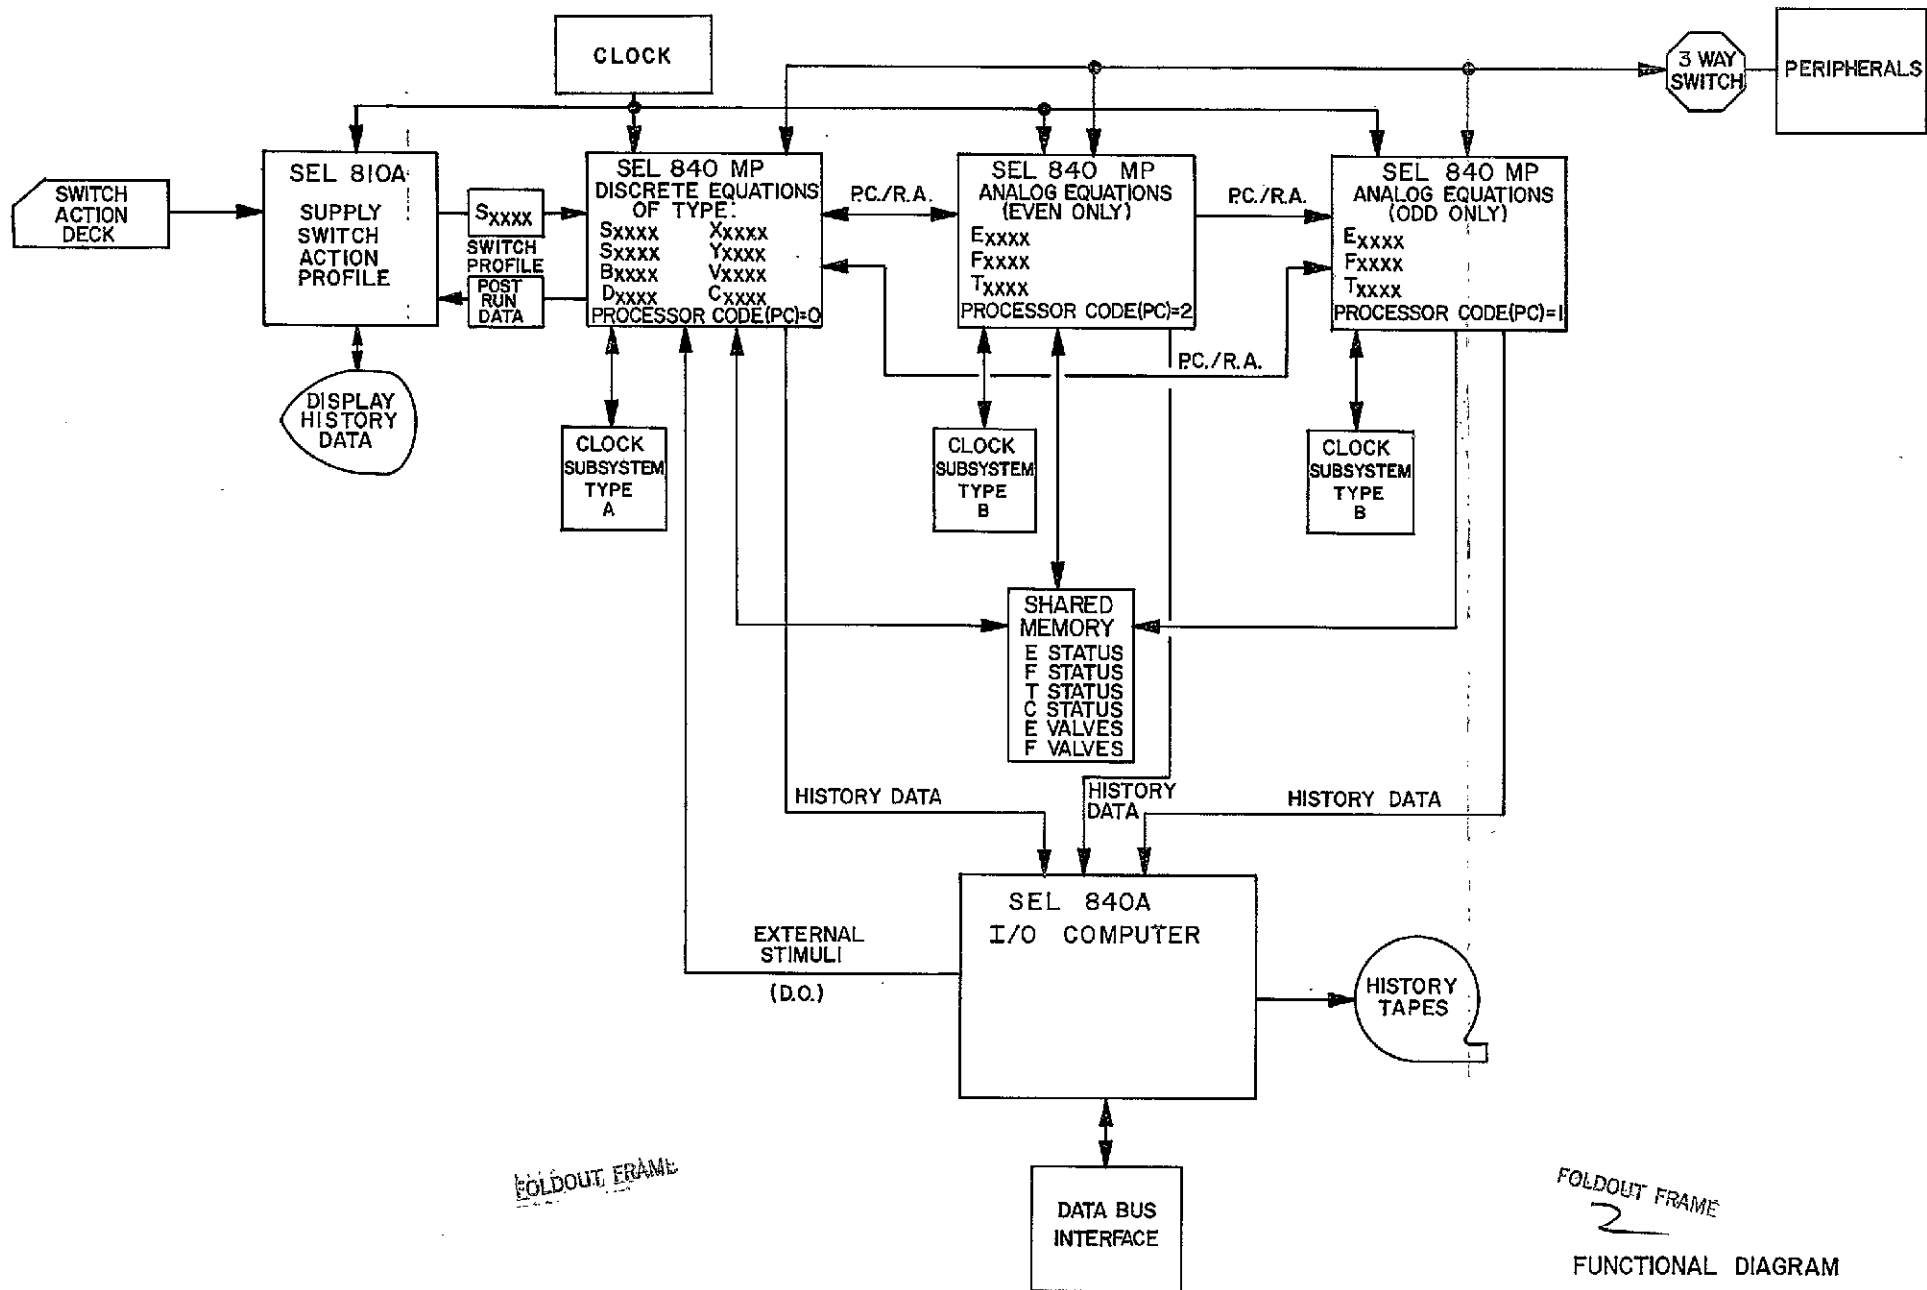 CLOCK
3 WAY
SWITCH
PERIPHERALS
SWITCH
ACTION
DECK
SEL 810A
SUPPLY
SWITCH
ACTION
PROFILE
SXXXX
SWITCH
PROFILE
POST
RUN
DATA
SEL 840 MP
DISCRETE EQUATIONS
OF TYPE:
SXXXX XXXXX
SXXXX YXXXX
BXXXX VXXXX
DXXXX CXXXX
PROCESSOR CODE(PC)=0
P.C./R.A.
SEL 840 MP
ANALOG EQUATIONS
(EVEN ONLY)
EXXXX
FXXXX
TXXXX
PROCESSOR CODE(PC)=2
P.C./R.A.
SEL 840 MP
ANALOG EQUATIONS
(ODD ONLY)
EXXXX
FXXXX
TXXXX
PROCESSOR CODE(PC)=1
P.C./R.A.
DISPLAY
HISTORY
DATA
CLOCK
SUBSYSTEM
TYPE
A
CLOCK
SUBSYSTEM
TYPE
B
CLOCK
SUBSYSTEM
TYPE
B
SHARED
MEMORY
E STATUS
F STATUS
T STATUS
C STATUS
E VALVES
F VALVES
HISTORY DATA
HISTORY
DATA
HISTORY DATA
SEL 840A
I/O COMPUTER
EXTERNAL
STIMULI
(D.O.)
HISTORY
TAPES
DATA BUS
INTERFACE
FOLDOUT FRAME
FOLDOUT FRAME
2
FUNCTIONAL DIAGRAM